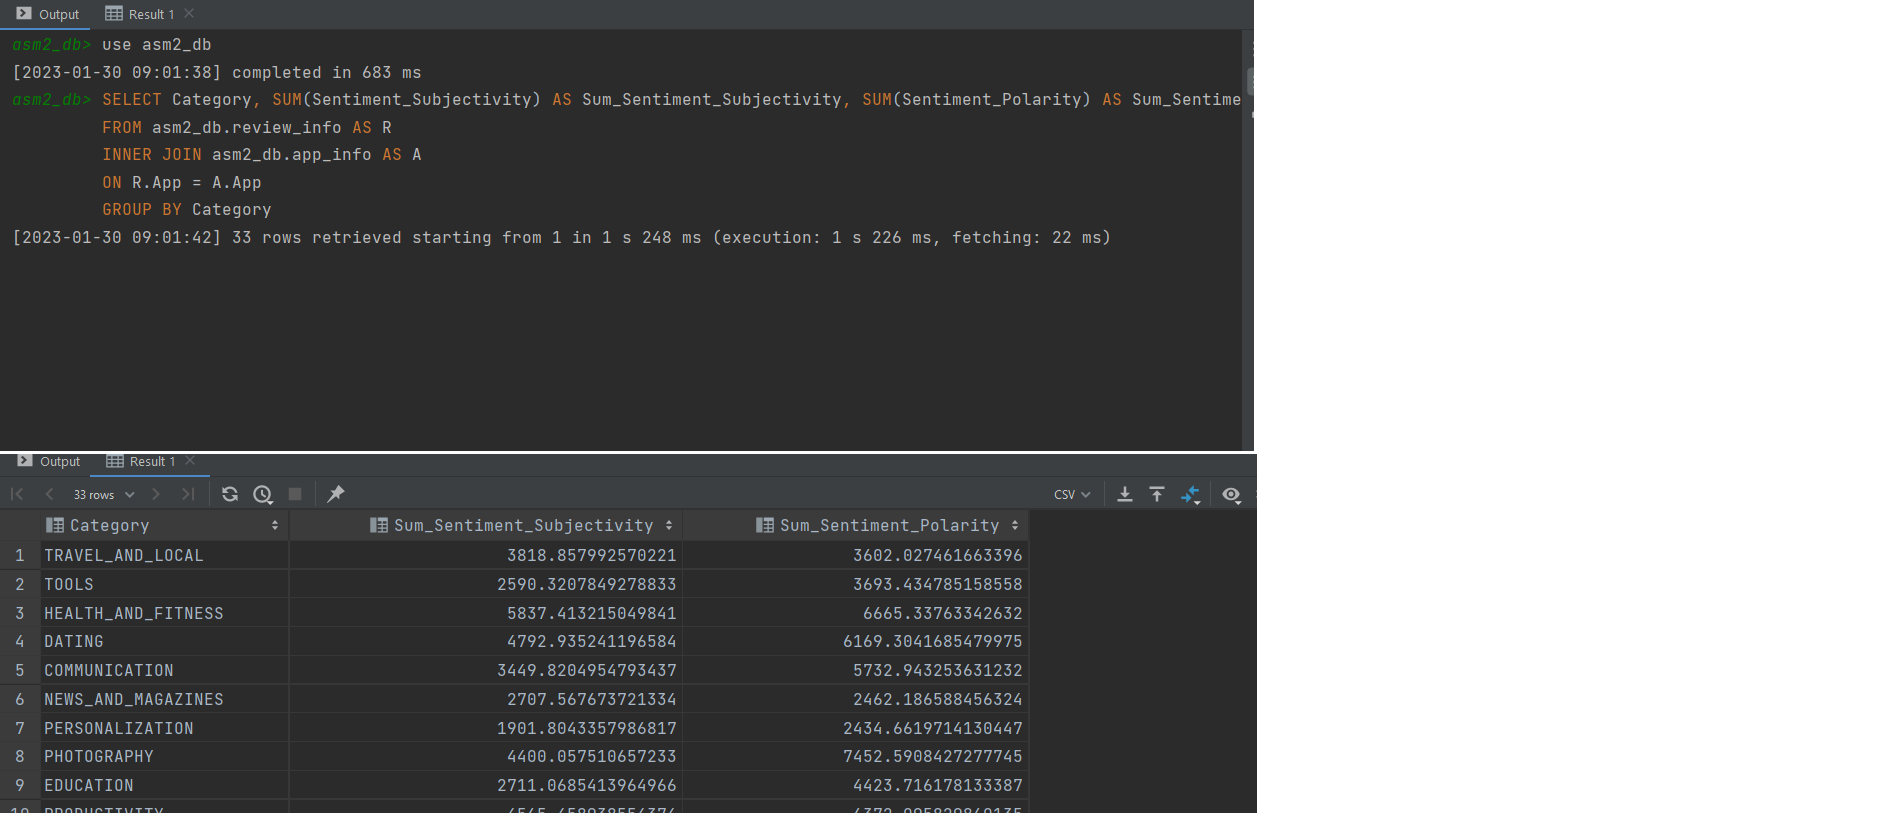 Output Result 1
asm2_db> use asm2_db
[2023-01-30 09:01:38] completed in 683 ms
asm2_db> SELECT Category, SUM(Sentiment_Subjectivity) AS Sum_Sentiment_Subjectivity, SUM(Sentiment_Polarity) AS Sum_Sentime
FROM asm2_db.review_info AS R
INNER JOIN asm2_db.app_info AS A
ON R.App = A.App
GROUP BY Category
[2023-01-30 09:01:42] 33 rows retrieved starting from 1 in 1 s 248 ms (execution: 1 s 226 ms, fetching: 22 ms)
Output Result 1
33 rows CSV
Category Sum_Sentiment_Subjectivity Sum_Sentiment_Polarity
1 TRAVEL_AND_LOCAL 3818.857992570221 3602.027461663396
2 TOOLS 2590.3207849278833 3693.434785158558
3 HEALTH_AND_FITNESS 5837.413215049841 6665.33763342632
4 DATING 4792.935241196584 6169.3041685479975
5 COMMUNICATION 3449.8204954793437 5732.943253631232
6 NEWS_AND_MAGAZINES 2707.567673721334 2462.186588456324
7 PERSONALIZATION 1901.8043357986817 2434.6619714130447
8 PHOTOGRAPHY 4400.057510657233 7452.5908427277745
9 EDUCATION 2711.0685413964966 4423.716178133387
10 PRODUCTIVITY